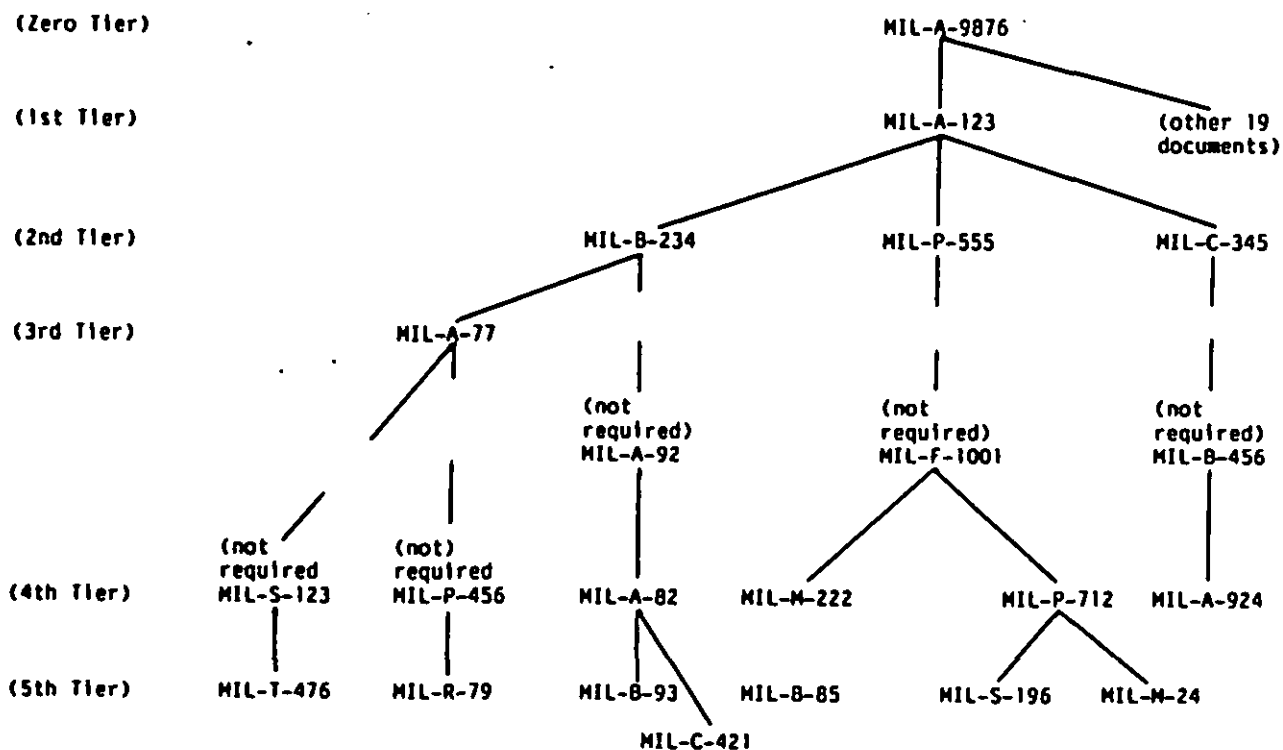 (Zero Tier) MIL-A-9876
(1st Tier) MIL-A-123 (other 19
documents)
(2nd Tier) MIL-B-234 MIL-P-555 MIL-C-345
(3rd Tier) MIL-A-77
(not (not (not
required) required) required)
MIL-A-92 MIL-F-1001 MIL-B-456
(not (not)
required required
(4th Tier) MIL-S-123 MIL-P-456 MIL-A-82 MIL-M-222 MIL-P-712 MIL-A-924
(5th Tier) MIL-T-476 MIL-R-79 MIL-B-93 MIL-B-85 MIL-S-196 MIL-M-24
MIL-C-421